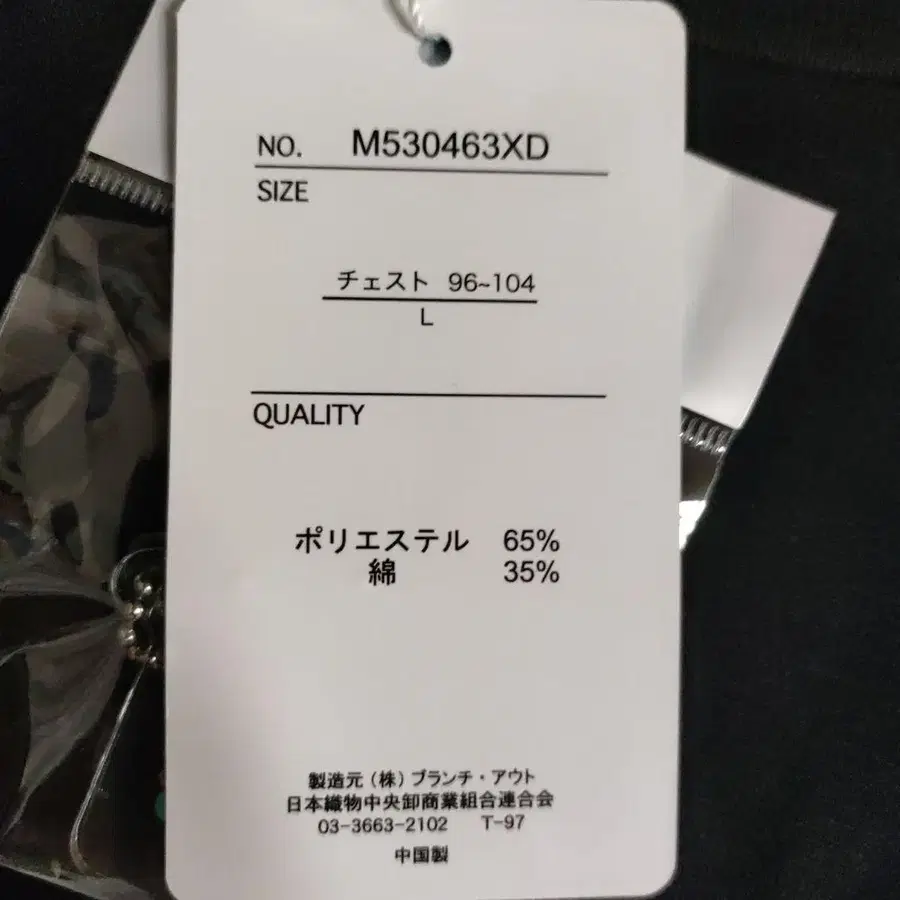 NO. M530463XD
SIZE
チェスト 96~104
L
QUALITY
ポリエステル 65%
綿 35%
製造元(株)ブランチ・アウト
日本織物中央卸商業組合連合会
03-3663-2102 T-97
中国製